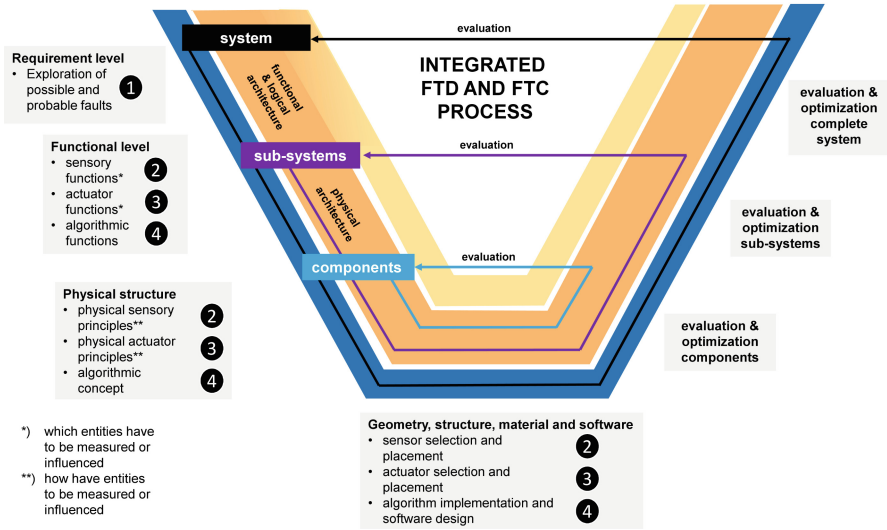 system
evaluation
INTEGRATED
FTD AND FTC
PROCESS
functional
& logical
architecture
Requirement level
• Exploration of
possible and
probable faults
1
evaluation &
optimization
complete
system
Functional level
• sensory
functions*
2
• actuator
functions*
3
• algorithmic
functions
4
sub-systems
evaluation
physical
architecture
evaluation &
optimization
sub-systems
components
evaluation
Physical structure
• physical sensory
principles**
2
• physical actuator
principles**
3
• algorithmic
concept
4
evaluation &
optimization
components
*) which entities have
to be measured or
influenced
**) how have entities
to be measured or
influenced
Geometry, structure, material and software
• sensor selection and
placement
2
• actuator selection and
placement
3
• algorithm implementation and
software design
4